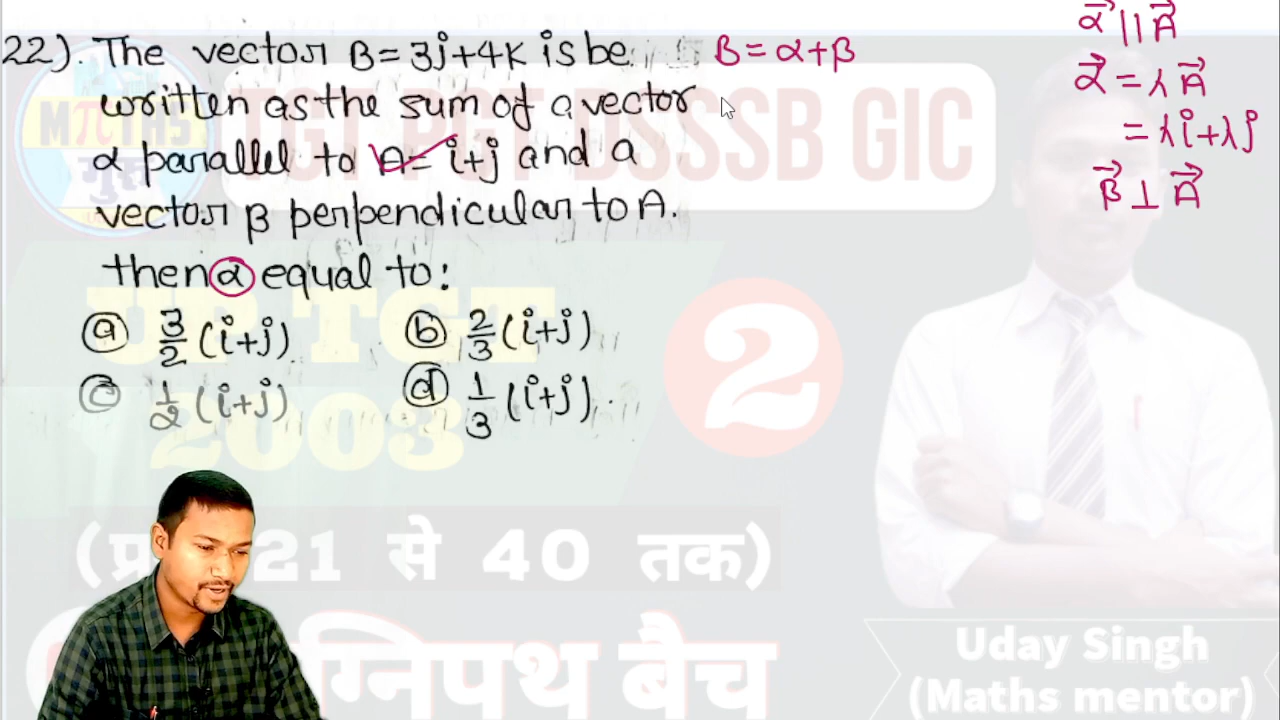 22). The vector B=3j+4k is be
written as the sum of a vector
α parallel to A= i+j and a
vector β perpendicular to A.
then α equal to:
(a) 3/2 (i+j)
(b) 2/3 (i+j)
(c) 1/2 (i+j)
(d) 1/3 (i+j).
B = α+β
α⃗ || A⃗
α⃗ = λ A⃗
= λi+λj
β⃗ ⊥ A⃗
MπTHS
गुरु
TGT PGT DSSSB GIC
UP TGT
2003
2
21 से 40 तक)
ग्निपथ बैच
Uday Singh
(Maths mentor)